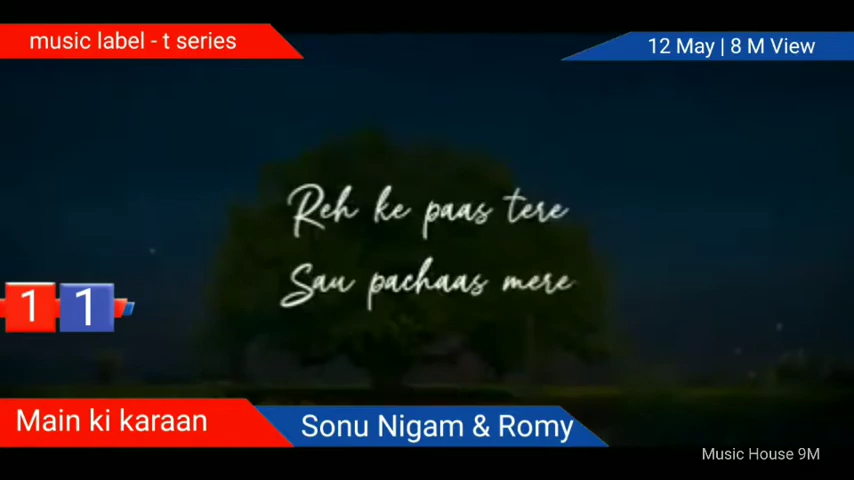 music label - t series
12 May | 8 M View
Reh ke paas tere
Sau pachaas mere
1 1
Main ki karaan
Sonu Nigam & Romy
Music House 9M